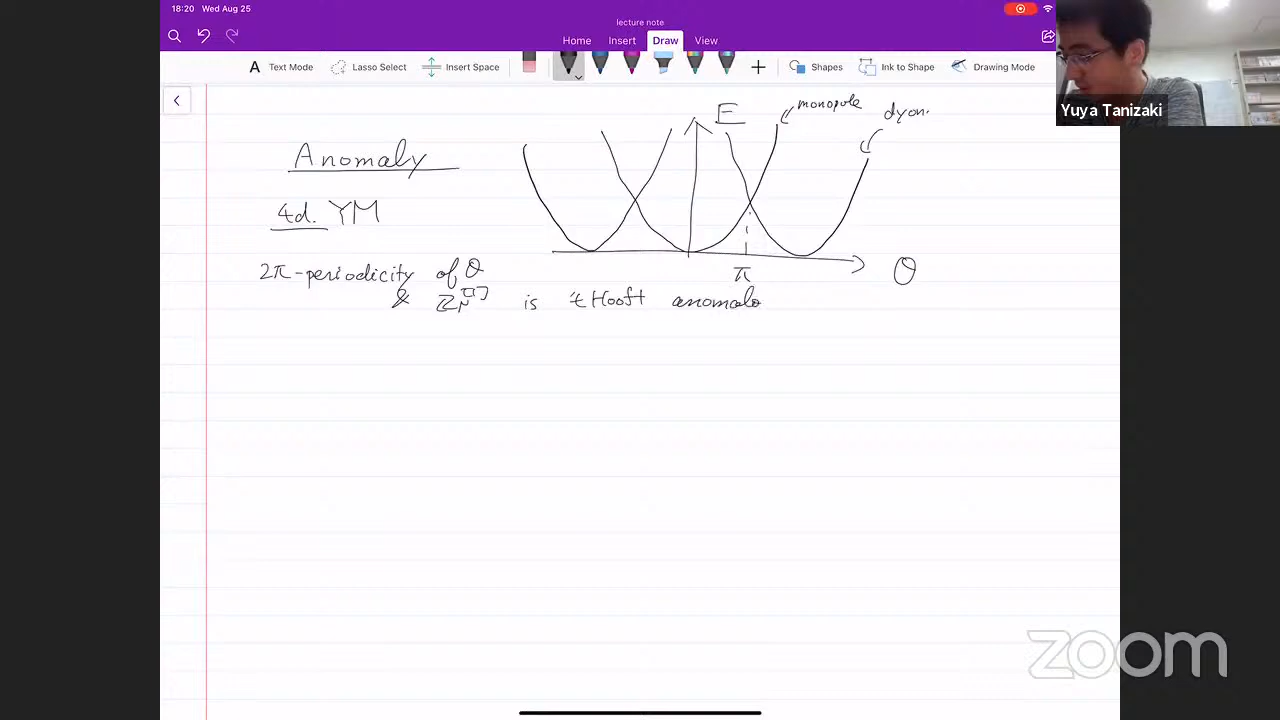 18:20 Wed Aug 25
lecture note
Home Insert Draw View
Text Mode Lasso Select Insert Space Shapes Ink to Shape Drawing Mode
Yuya Tanizaki
Anomaly
4d. YM
E
monopole
dyon
π
θ
2π-periodicity of θ
& ℤ_N^[1] is 't Hooft anomalo
zoom